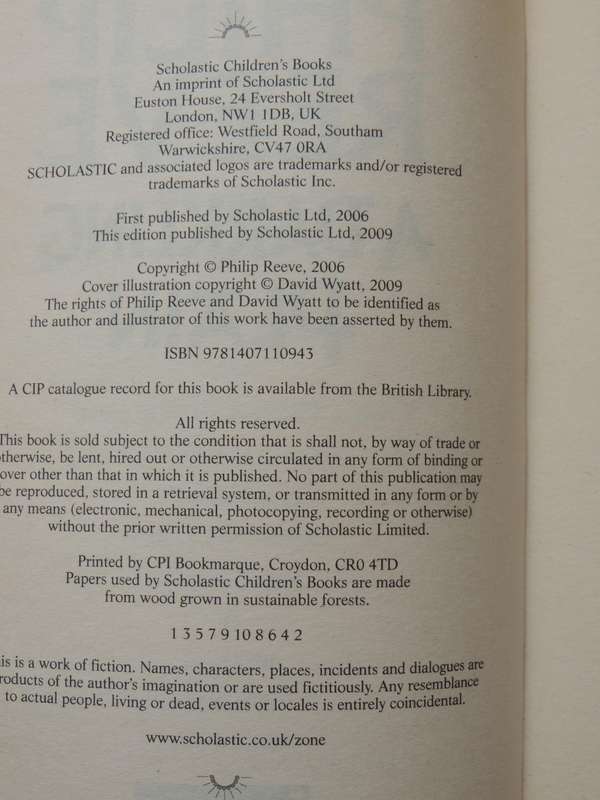 Scholastic Children's Books
An imprint of Scholastic Ltd
Euston House, 24 Eversholt Street
London, NW1 1DB, UK
Registered office: Westfield Road, Southam
Warwickshire, CV47 0RA
SCHOLASTIC and associated logos are trademarks and/or registered
trademarks of Scholastic Inc.
First published by Scholastic Ltd, 2006
This edition published by Scholastic Ltd, 2009
Copyright © Philip Reeve, 2006
Cover illustration copyright © David Wyatt, 2009
The rights of Philip Reeve and David Wyatt to be identified as
the author and illustrator of this work have been asserted by them.
ISBN 9781407110943
A CIP catalogue record for this book is available from the British Library.
All rights reserved.
This book is sold subject to the condition that is shall not, by way of trade or
otherwise, be lent, hired out or otherwise circulated in any form of binding or
cover other than that in which it is published. No part of this publication may
be reproduced, stored in a retrieval system, or transmitted in any form or by
any means (electronic, mechanical, photocopying, recording or otherwise)
without the prior written permission of Scholastic Limited.
Printed by CPI Bookmarque, Croydon, CR0 4TD
Papers used by Scholastic Children's Books are made
from wood grown in sustainable forests.
1 3 5 7 9 10 8 6 4 2
is is a work of fiction. Names, characters, places, incidents and dialogues are
roducts of the author's imagination or are used fictitiously. Any resemblance
to actual people, living or dead, events or locales is entirely coincidental.
www.scholastic.co.uk/zone